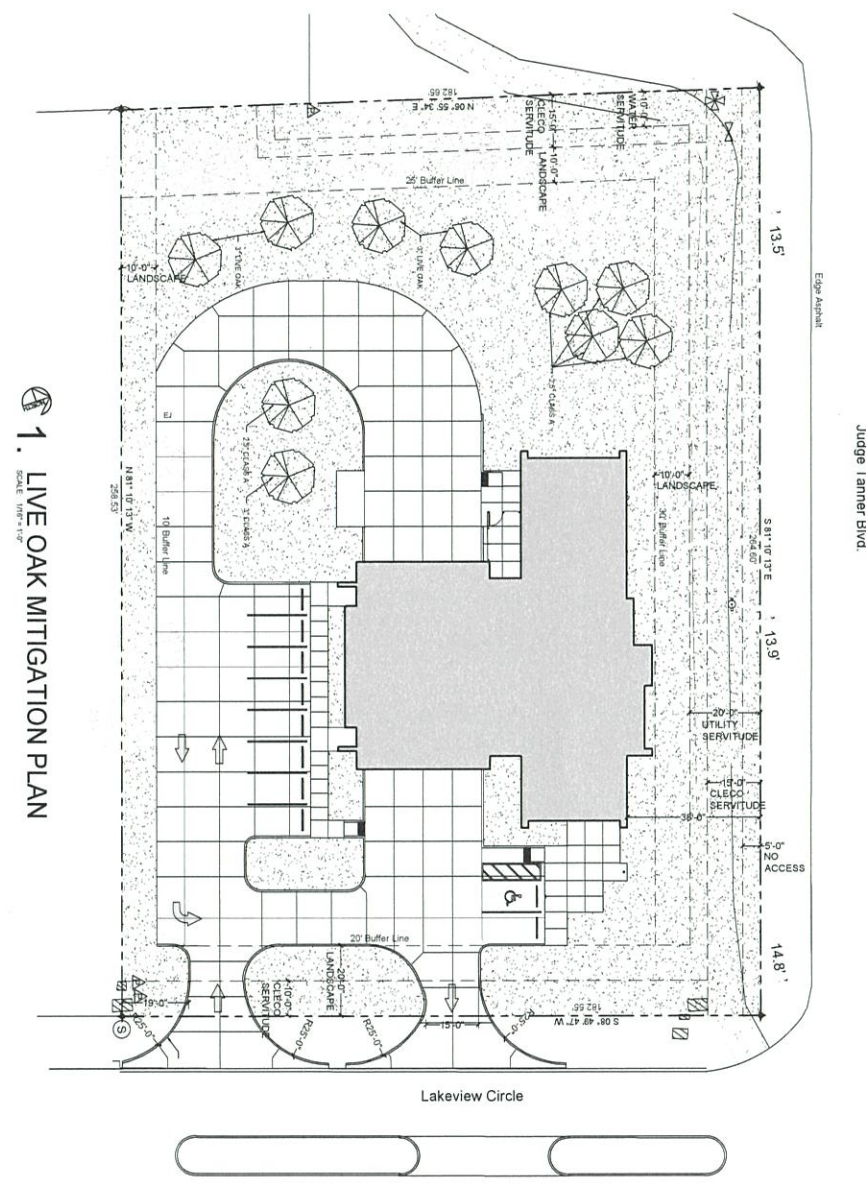 N 06° 55' 34" E
182.65'
15'-0"
CLECO
SERVITUDE
10'-0"
LANDSCAPE
10'-0"
WATER
SERVITUDE
25' Buffer Line
13.5'
Edge Asphalt
Judge Tanner Blvd.
10'-0"
LANDSCAPE
3" LIVE OAK
3" LIVE OAK
2.5" CLASS A
EJ
2.5" CLASS A
3" CLASS A
10' Buffer Line
N 81° 10' 13" W
258.53'
10'-0"
LANDSCAPE
30' Buffer Line
S 81° 10' 13" E
264.60'
13.9'
20'-0"
UTILITY
SERVITUDE
15'-0"
CLECO
SERVITUDE
5'-0"
NO
ACCESS
14.8'
20' Buffer Line
20'-0"
LANDSCAPE
10'-0"
CLECO
SERVITUDE
19'-0"
R25'-0"
R25'-0"
R25'-0"
15'-0"
R25'-0"
S 08° 49' 47" W
182.65'
S
Lakeview Circle
1. LIVE OAK MITIGATION PLAN
SCALE: 1/16" = 1'-0"